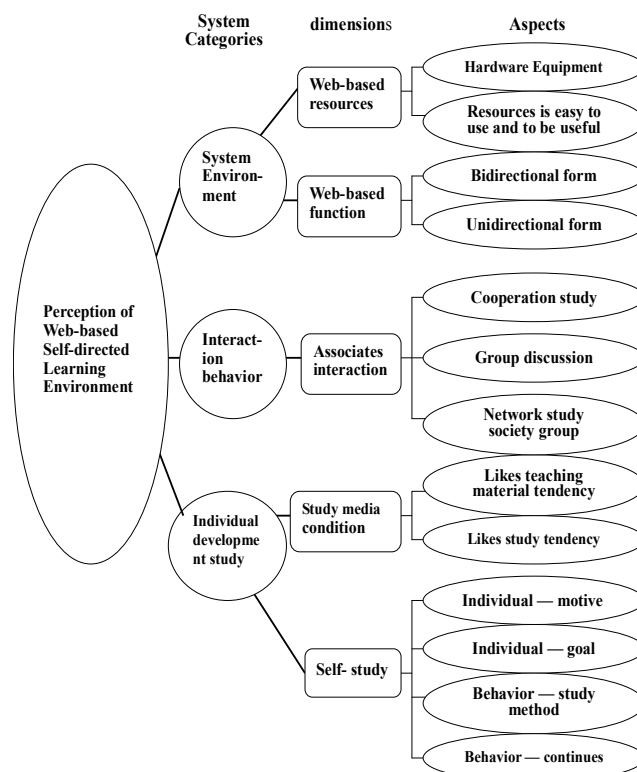 System
Categories
dimensions
Aspects
Perception of
Web-based
Self-directed
Learning
Environment
System
Environ-
ment
Web-based
resources
Hardware Equipment
Resources is easy to
use and to be useful
Web-based
function
Bidirectional form
Unidirectional form
Interact-
ion
behavior
Associates
interaction
Cooperation study
Group discussion
Network study
society group
Individual
developme
nt study
Study media
condition
Likes teaching
material tendency
Likes study tendency
Self- study
Individual — motive
Individual — goal
Behavior — study
method
Behavior — continues